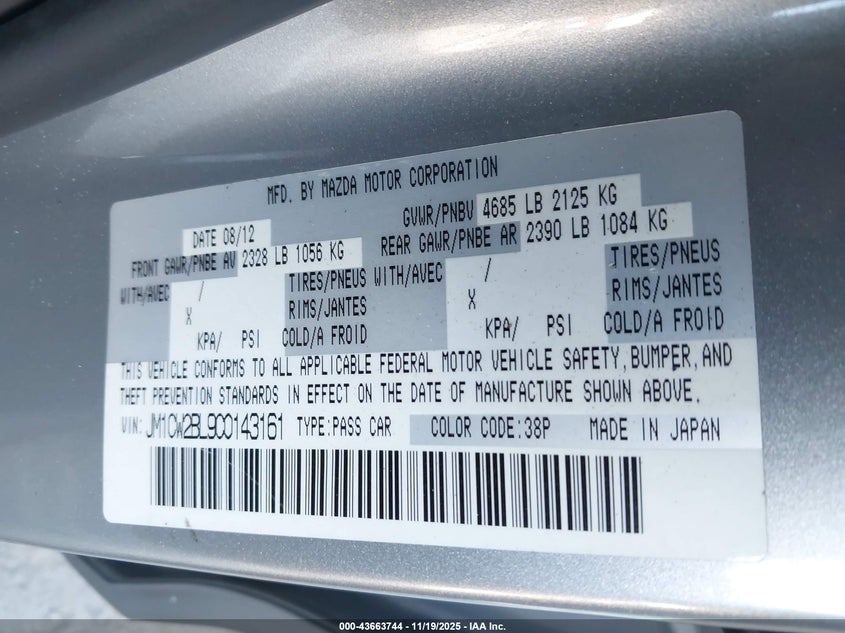 MFD. BY MAZDA MOTOR CORPORATION
DATE 08/12 GVWR/PNBV 4685 LB 2125 KG
FRONT GAWR/PNBE AV 2328 LB 1056 KG REAR GAWR/PNBE AR 2390 LB 1084 KG
WITH/AVEC / TIRES/PNEUS WITH/AVEC / TIRES/PNEUS
X RIMS/JANTES X RIMS/JANTES
KPA/ PSI COLD/A FROID KPA/ PSI COLD/A FROID
THIS VEHICLE CONFORMS TO ALL APPLICABLE FEDERAL MOTOR VEHICLE SAFETY, BUMPER, AND
THEFT PREVENTION STANDARDS IN EFFECT ON THE DATE OF MANUFACTURE SHOWN ABOVE.
VIN: JM1CW2BL9C0143161 TYPE:PASS CAR COLOR CODE:38P MADE IN JAPAN
000-43663744 - 11/19/2025 - IAA Inc.